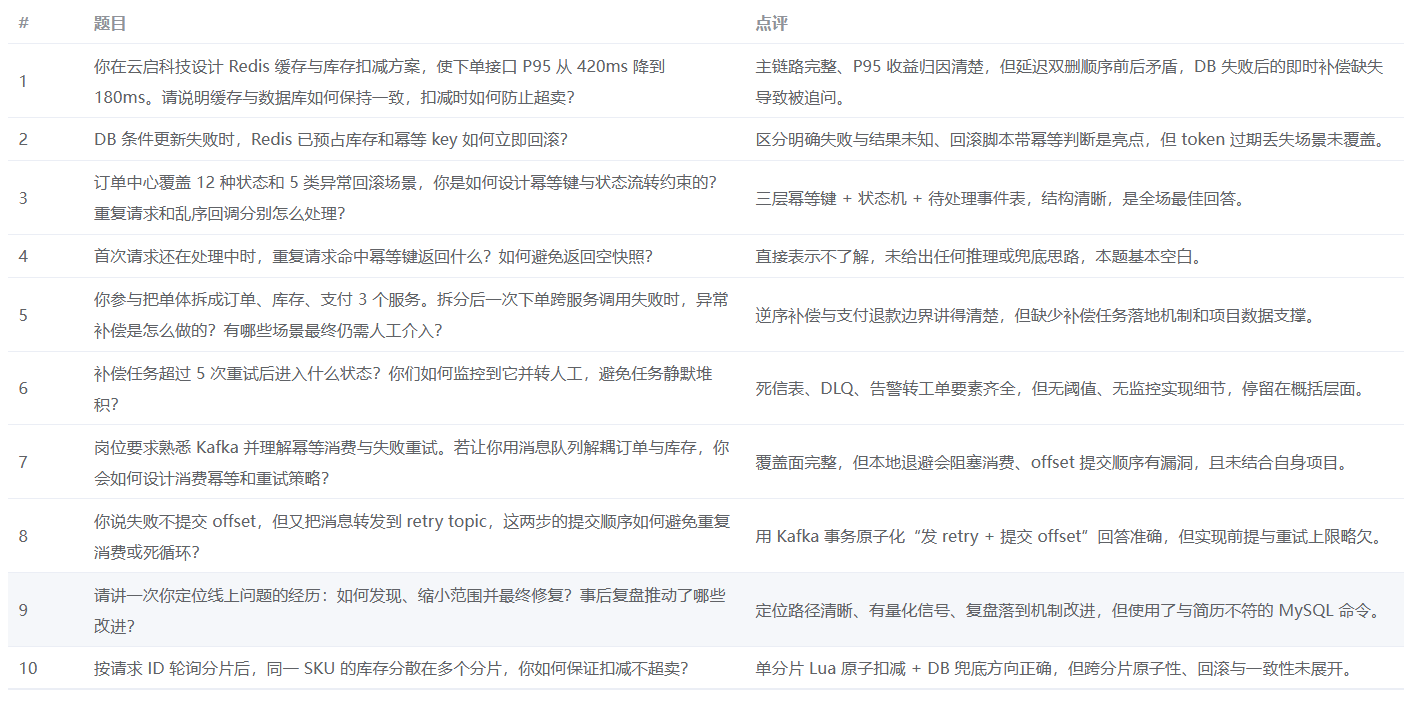 # 题目 点评
1 你在云启科技设计 Redis 缓存与库存扣减方案，使下单接口 P95 从 420ms 降到
180ms。请说明缓存与数据库如何保持一致，扣减时如何防止超卖？
主链路完整、P95 收益归因清楚，但延迟双删顺序前后矛盾，DB 失败后的即时补偿缺失
导致被追问。
2 DB 条件更新失败时，Redis 已预占库存和幂等 key 如何立即回滚？
区分明确失败与结果未知、回滚脚本带幂等判断是亮点，但 token 过期丢失场景未覆盖。
3 订单中心覆盖 12 种状态和 5 类异常回滚场景，你是如何设计幂等键与状态流转约束的？
重复请求和乱序回调分别怎么处理？
三层幂等键 + 状态机 + 待处理事件表，结构清晰，是全场最佳回答。
4 首次请求还在处理中时，重复请求命中幂等键返回什么？如何避免返回空快照？
直接表示不了解，未给出任何推理或兜底思路，本题基本空白。
5 你参与把单体拆成订单、库存、支付 3 个服务。拆分后一次下单跨服务调用失败时，异常
补偿是怎么做的？有哪些场景最终仍需人工介入？
逆序补偿与支付退款边界讲得清楚，但缺少补偿任务落地机制和项目数据支撑。
6 补偿任务超过 5 次重试后进入什么状态？你们如何监控到它并转人工，避免任务静默堆
积？
死信表、DLQ、告警转工单要素齐全，但无阈值、无监控实现细节，停留在概括层面。
7 岗位要求熟悉 Kafka 并理解幂等消费与失败重试。若让你用消息队列解耦订单与库存，你
会如何设计消费幂等和重试策略？
覆盖面完整，但本地退避会阻塞消费、offset 提交顺序有漏洞，且未结合自身项目。
8 你说失败不提交 offset，但又把消息转发到 retry topic，这两步的提交顺序如何避免重复
消费或死循环？
用 Kafka 事务原子化“发 retry + 提交 offset”回答准确，但实现前提与重试上限略欠。
9 请讲一次你定位线上问题的经历：如何发现、缩小范围并最终修复？事后复盘推动了哪些
改进？
定位路径清晰、有量化信号、复盘落到机制改进，但使用了与简历不符的 MySQL 命令。
10 按请求 ID 轮询分片后，同一 SKU 的库存分散在多个分片，你如何保证扣减不超卖？
单分片 Lua 原子扣减 + DB 兜底方向正确，但跨分片原子性、回滚与一致性未展开。